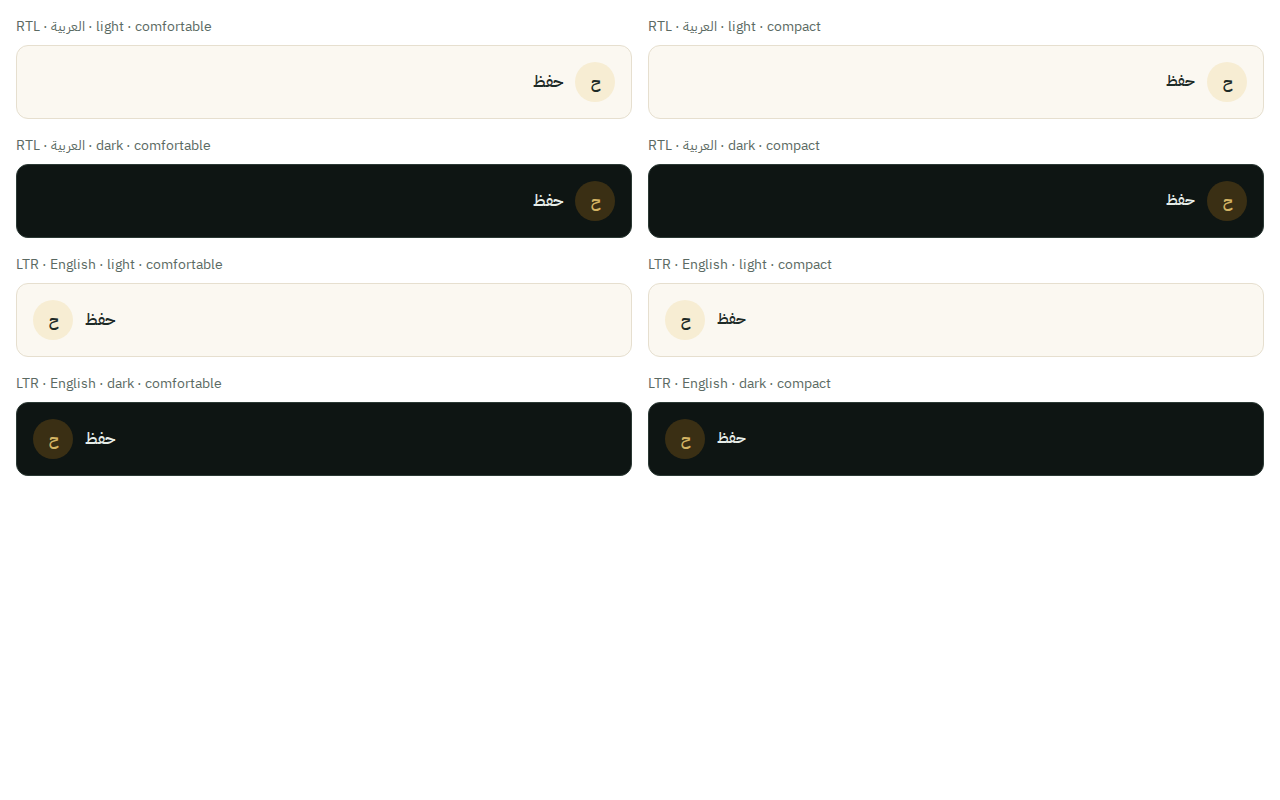 RTL · العربية · light · comfortable
ح حفظ
RTL · العربية · light · compact
ح حفظ
RTL · العربية · dark · comfortable
ح حفظ
RTL · العربية · dark · compact
ح حفظ
LTR · English · light · comfortable
ح حفظ
LTR · English · light · compact
ح حفظ
LTR · English · dark · comfortable
ح حفظ
LTR · English · dark · compact
ح حفظ